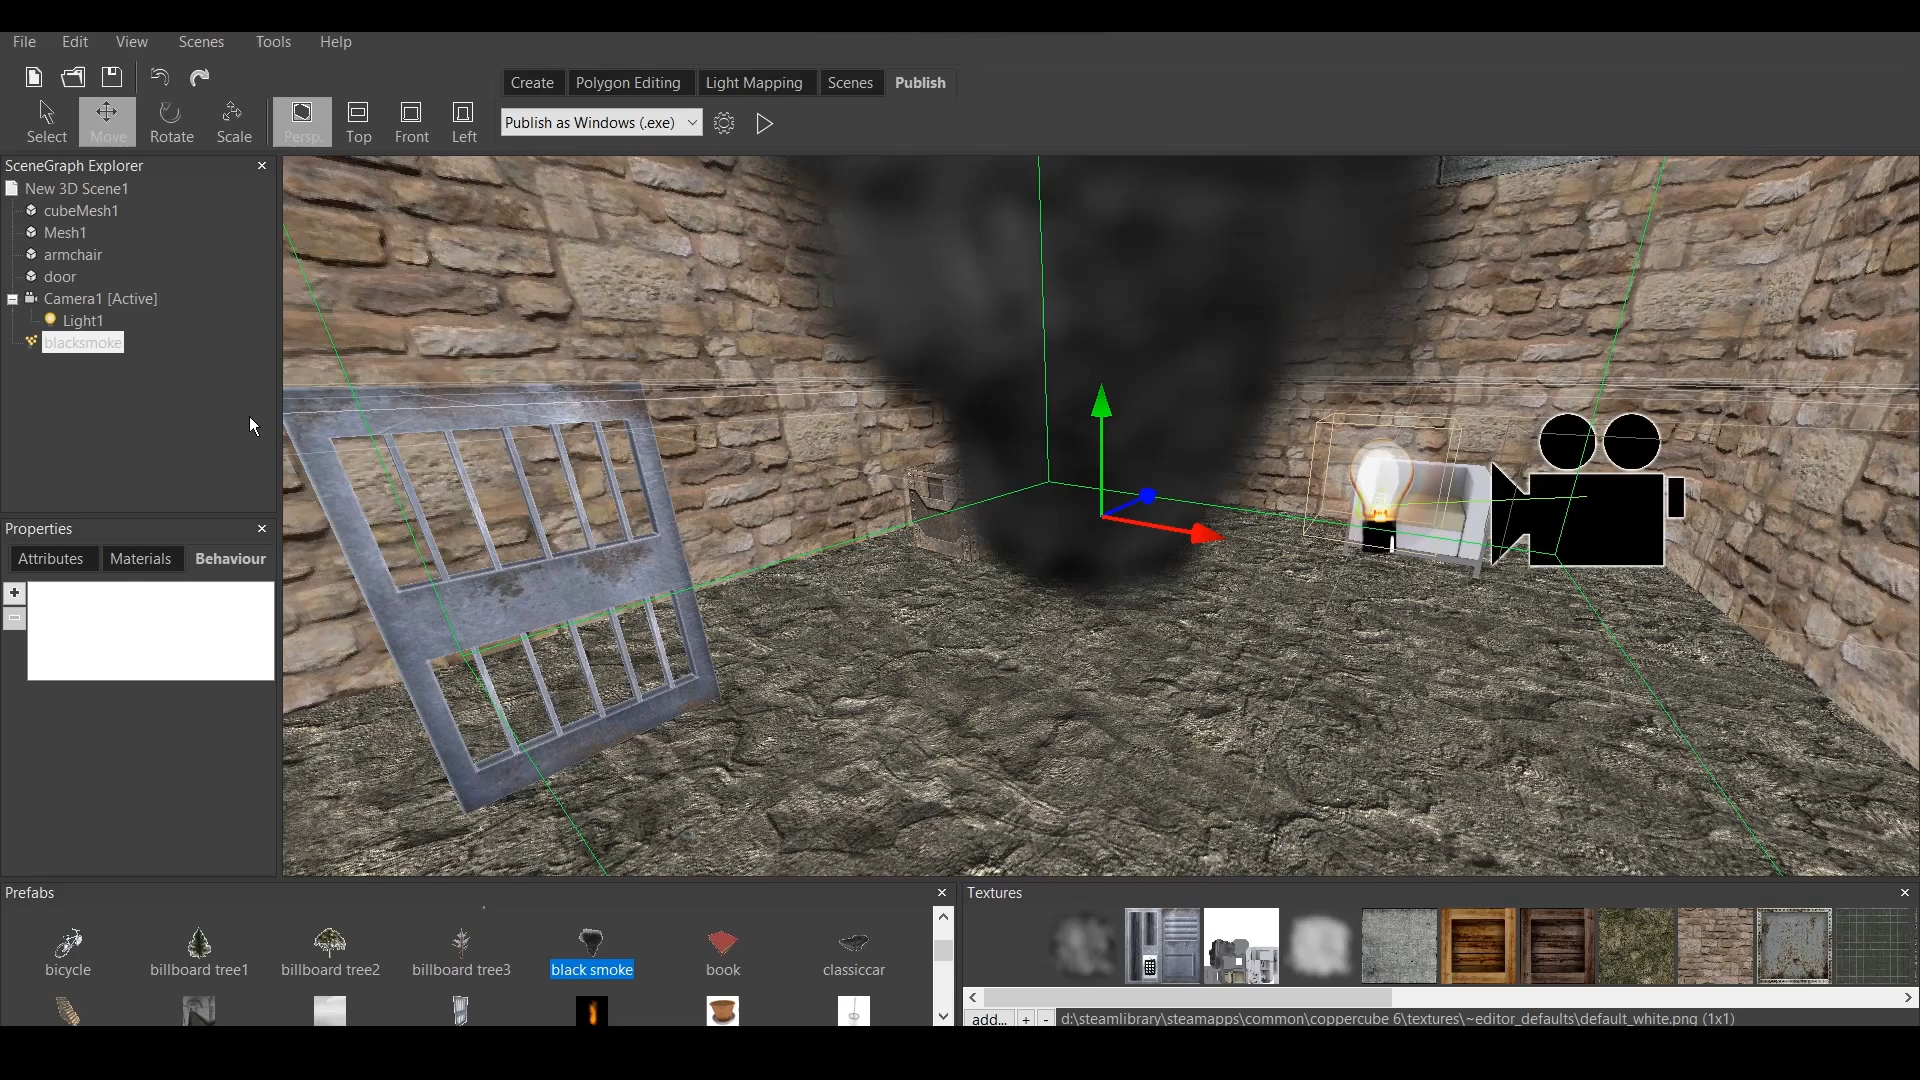 File Edit View Scenes Tools Help
Create Polygon Editing Light Mapping Scenes Publish
Select Move Rotate Scale Persp. Top Front Left
Publish as Windows (.exe)
SceneGraph Explorer
New 3D Scene1
cubeMesh1
Mesh1
armchair
door
Camera1 [Active]
Light1
blacksmoke
Properties
Attributes Materials Behaviour
Prefabs
bicycle billboard tree1 billboard tree2 billboard tree3 black smoke book classiccar
Textures
add... + - d:\steamlibrary\steamapps\common\coppercube 6\textures\~editor_defaults\default_white.png (1x1)